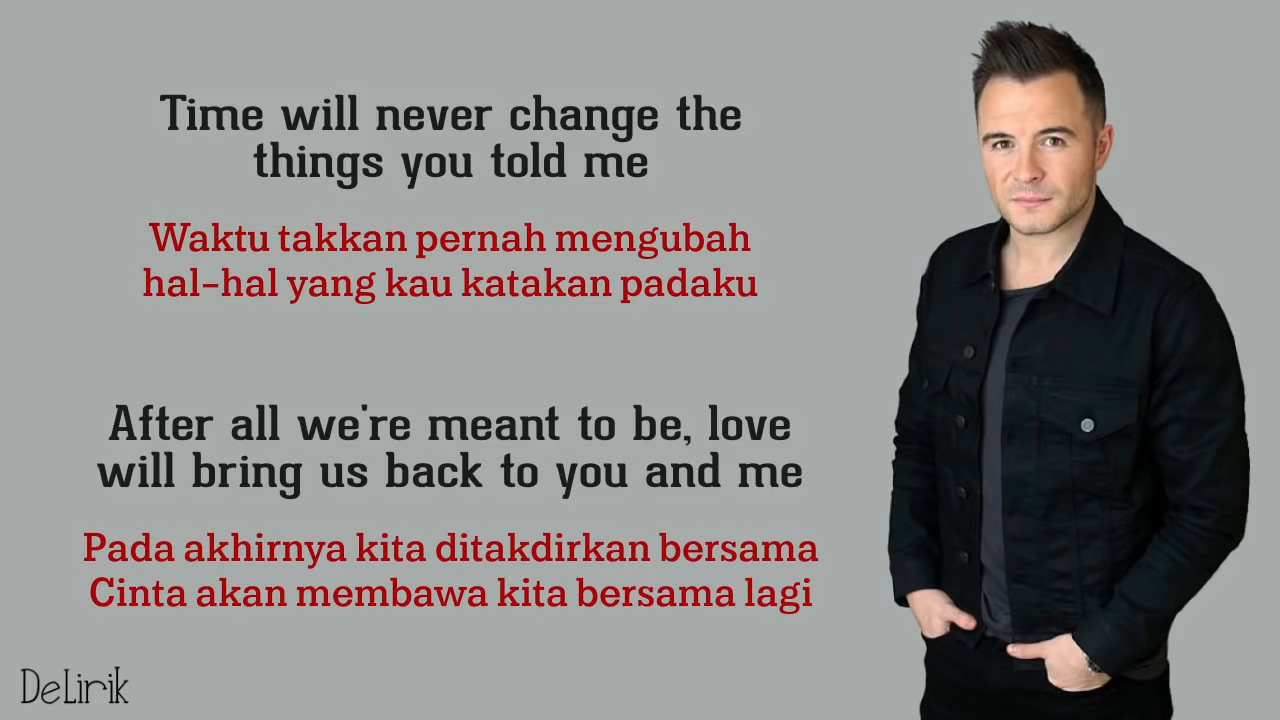 Time will never change the
things you told me
Waktu takkan pernah mengubah
hal-hal yang kau katakan padaku
After all we're meant to be, love
will bring us back to you and me
Pada akhirnya kita ditakdirkan bersama
Cinta akan membawa kita bersama lagi
DeLirik